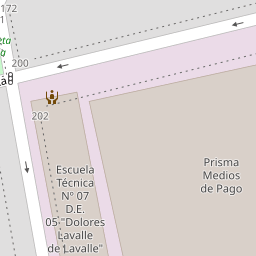 172
200
202
Escuela
Técnica
N° 07
D.E.
05 "Dolores
Lavalle
de Lavalle"
Prisma
Medios
de Pago